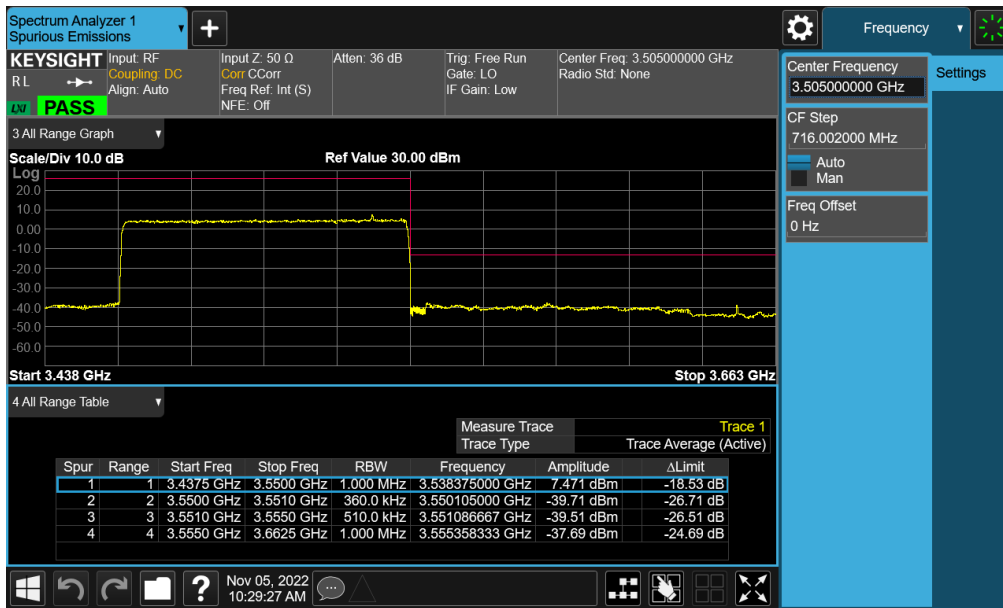 Spectrum Analyzer 1
Spurious Emissions
+
Frequency
KEYSIGHT
R L
LXI
PASS
Input: RF
Coupling: DC
Align: Auto
Input Z: 50 Ω
Corr CCorr
Freq Ref: Int (S)
NFE: Off
Atten: 36 dB
Trig: Free Run
Gate: LO
IF Gain: Low
Center Freq: 3.505000000 GHz
Radio Std: None
Center Frequency
3.505000000 GHz
Settings
CF Step
716.002000 MHz
Auto
Man
Freq Offset
0 Hz
3 All Range Graph
Scale/Div 10.0 dB
Ref Value 30.00 dBm
Log
20.0
10.0
0.00
-10.0
-20.0
-30.0
-40.0
-50.0
-60.0
Start 3.438 GHz
Stop 3.663 GHz
4 All Range Table
Measure Trace Trace 1
Trace Type Trace Average (Active)
Spur Range Start Freq Stop Freq RBW Frequency Amplitude ΔLimit
1 1 3.4375 GHz 3.5500 GHz 1.000 MHz 3.538375000 GHz 7.471 dBm -18.53 dB
2 2 3.5500 GHz 3.5510 GHz 360.0 kHz 3.550105000 GHz -39.71 dBm -26.71 dB
3 3 3.5510 GHz 3.5550 GHz 510.0 kHz 3.551086667 GHz -39.51 dBm -26.51 dB
4 4 3.5550 GHz 3.6625 GHz 1.000 MHz 3.555358333 GHz -37.69 dBm -24.69 dB
?
Nov 05, 2022
10:29:27 AM